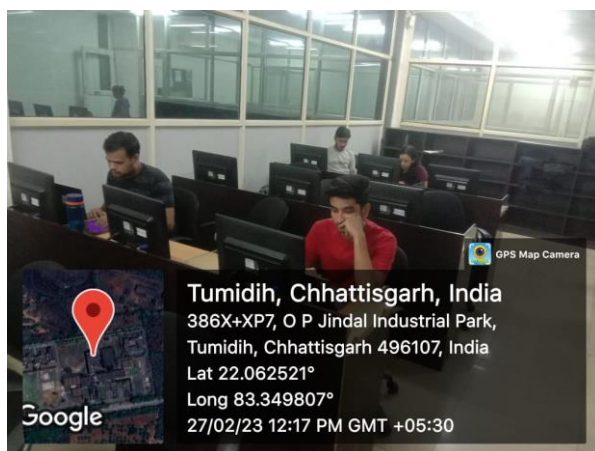 GPS Map Camera
Tumidih, Chhattisgarh, India
386X+XP7, O P Jindal Industrial Park,
Tumidih, Chhattisgarh 496107, India
Lat 22.062521°
Long 83.349807°
27/02/23 12:17 PM GMT +05:30
Google